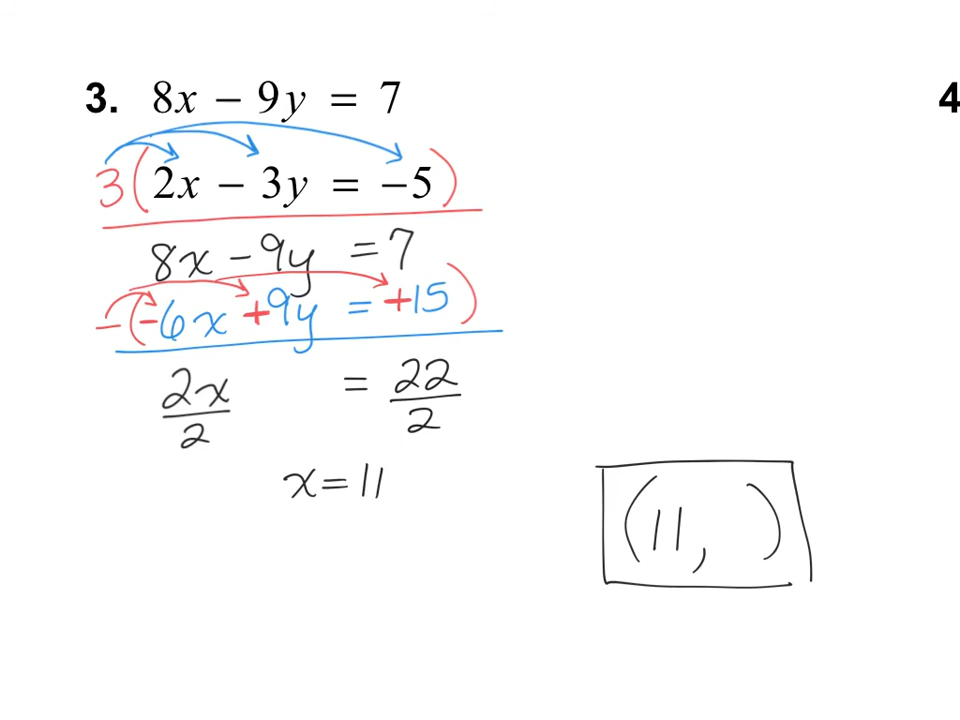 3. 8x − 9y = 7
3(2x − 3y = −5)
8x − 9y = 7
−(−6x +9y = +15)
2x/2 = 22/2
x = 11
(11, )
4